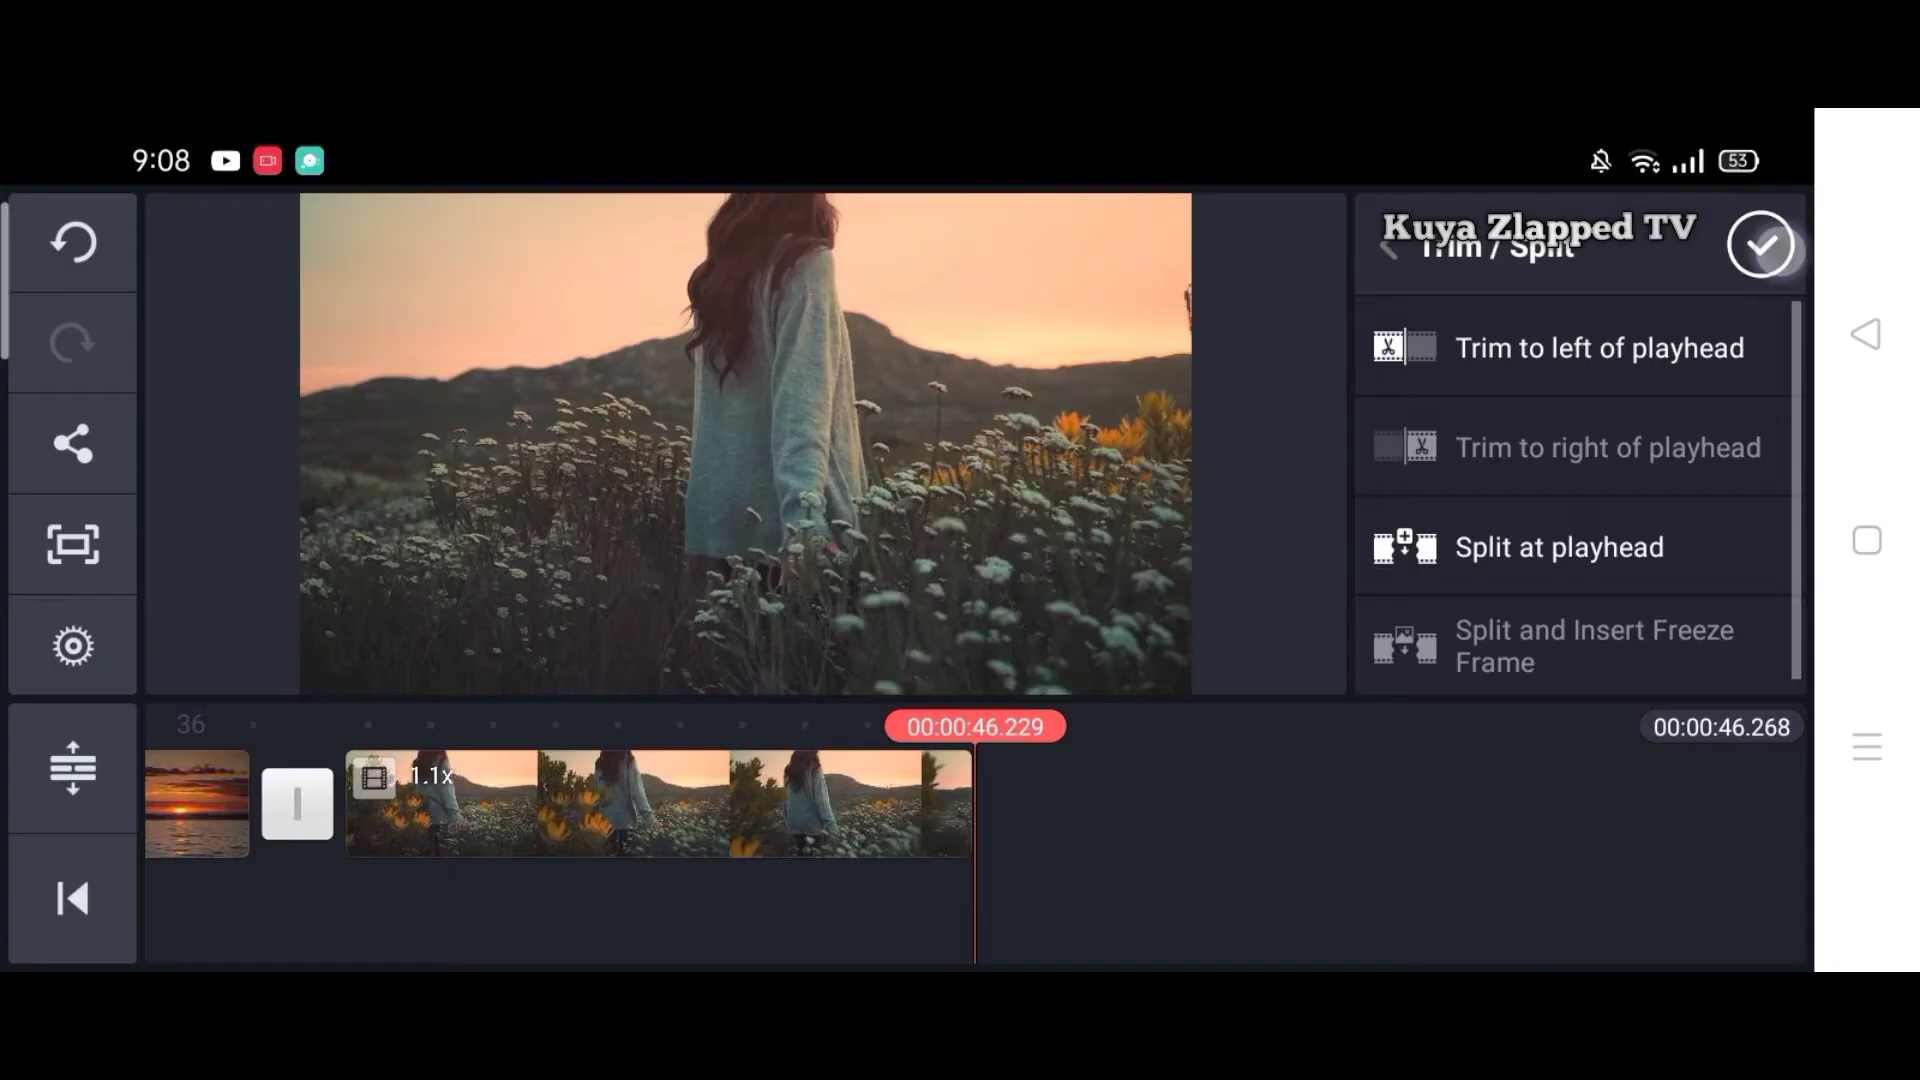 9:08
53
Kuya Zlapped TV
Trim / Split
Trim to left of playhead
Trim to right of playhead
Split at playhead
Split and Insert Freeze
Frame
36
00:00:46.229
00:00:46.268
1.1x